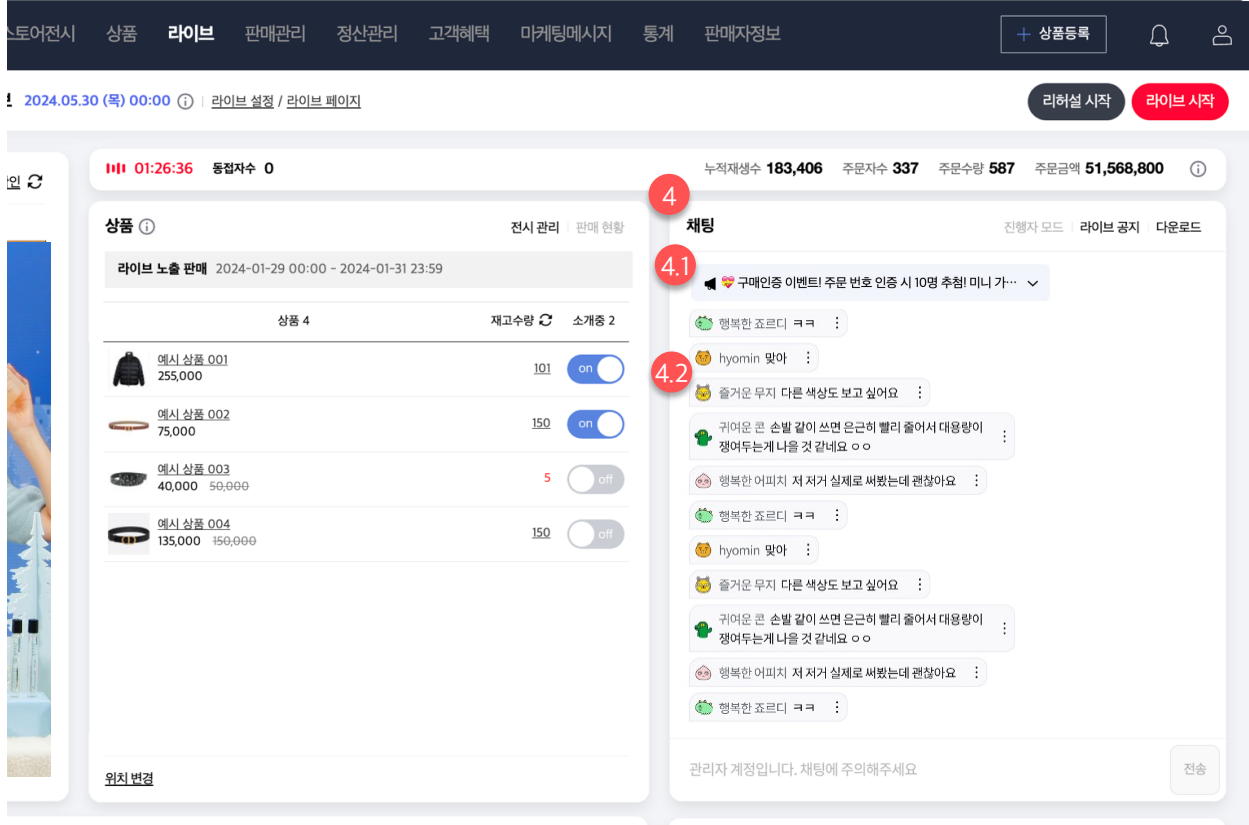 스토어전시 상품 라이브 판매관리 정산관리 고객혜택 마케팅메시지 통계 판매자정보 + 상품등록
2024.05.30 (목) 00:00 라이브 설정 / 라이브 페이지 리허설 시작 라이브 시작
01:26:36 동접자수 0 누적재생수 183,406 주문자수 337 주문수량 587 주문금액 51,568,800
상품 전시 관리 판매 현황
라이브 노출 판매 2024-01-29 00:00 - 2024-01-31 23:59
상품 4 재고수량 소개중 2
예시 상품 001 101 on
255,000
예시 상품 002 150 on
75,000
예시 상품 003 5 off
40,000 50,000
예시 상품 004 150 off
135,000 150,000
위치 변경
4
채팅 진행자 모드 라이브 공지 다운로드
4.1
구매인증 이벤트! 주문 번호 인증 시 10명 추첨! 미니 가…
행복한 죠르디 ㅋㅋ
hyomin 맞아
4.2
즐거운 무지 다른 색상도 보고 싶어요
귀여운 콘 손발 같이 쓰면 은근히 빨리 줄어서 대용량이
쟁여두는게 나을 것 같네요 ㅇㅇ
행복한 어피치 저 저거 실제로 써봤는데 괜찮아요
행복한 죠르디 ㅋㅋ
hyomin 맞아
즐거운 무지 다른 색상도 보고 싶어요
귀여운 콘 손발 같이 쓰면 은근히 빨리 줄어서 대용량이
쟁여두는게 나을 것 같네요 ㅇㅇ
행복한 어피치 저 저거 실제로 써봤는데 괜찮아요
행복한 죠르디 ㅋㅋ
관리자 계정입니다. 채팅에 주의해주세요 전송